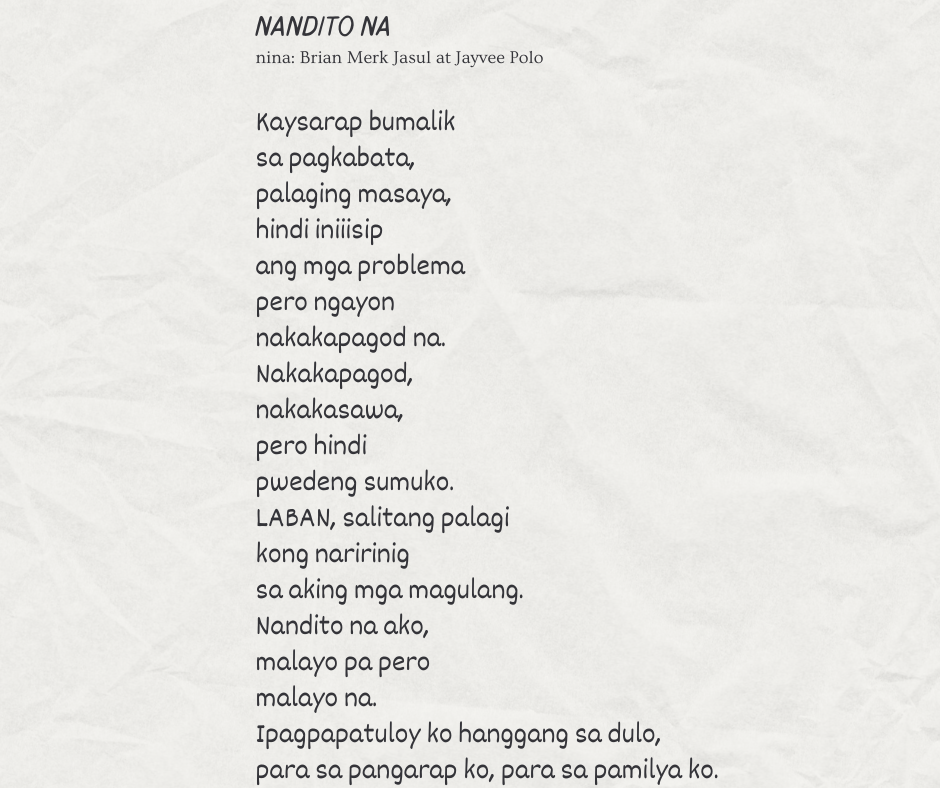 NANDITO NA
nina: Brian Merk Jasul at Jayvee Polo
Kaysarap bumalik
sa pagkabata,
palaging masaya,
hindi iniiisip
ang mga problema
pero ngayon
nakakapagod na.
Nakakapagod,
nakakasawa,
pero hindi
pwedeng sumuko.
LABAN, salitang palagi
kong naririnig
sa aking mga magulang.
Nandito na ako,
malayo pa pero
malayo na.
Ipagpapatuloy ko hanggang sa dulo,
para sa pangarap ko, para sa pamilya ko.